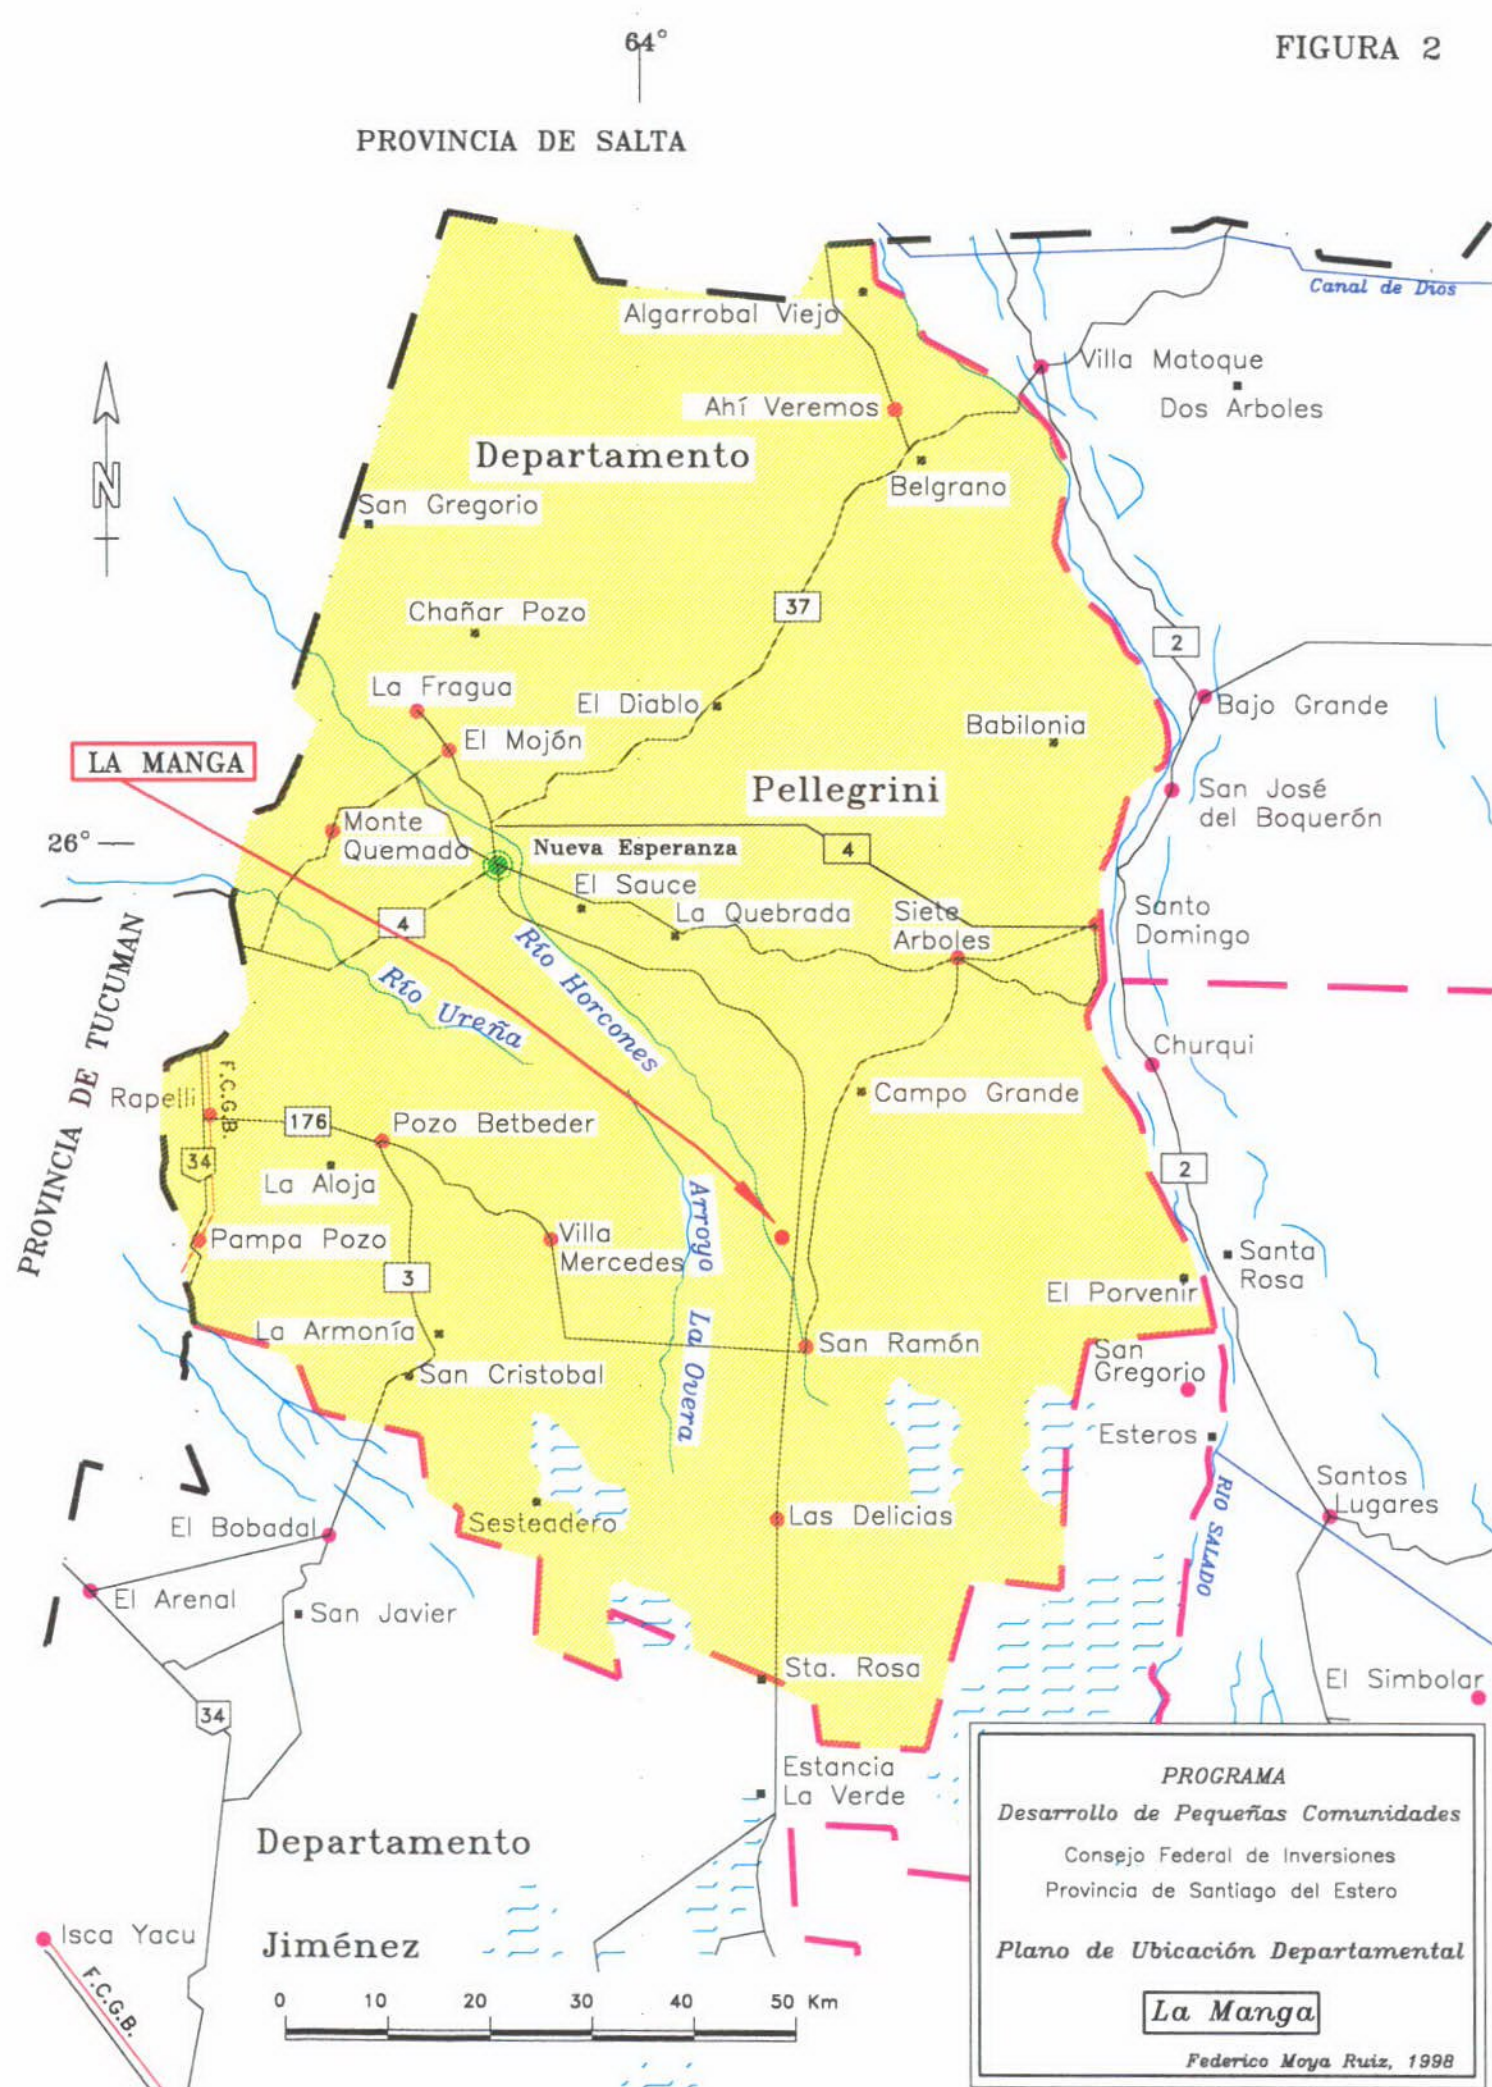 64°
FIGURA 2
PROVINCIA DE SALTA
Canal de Dios
Algarrobal Viejo
Villa Matoque
Dos Arboles
Ahí Veremos
Departamento
Belgrano
San Gregorio
N
Chañar Pozo
37
2
La Fragua
El Diablo
Bajo Grande
El Mojón
Babilonia
LA MANGA
Pellegrini
San José
del Boquerón
Monte
Quemado
26°
Nueva Esperanza
4
El Sauce
La Quebrada
Siete
Arboles
Santo
Domingo
4
Río Horcones
Río Ureña
PROVINCIA DE TUCUMAN
Churqui
F.C.G.B.
Rapelli
Campo Grande
176
Pozo Betbeder
34
La Aloja
2
Arroyo La Overa
Pampa Pozo
Villa
Mercedes
Santa
Rosa
3
El Porvenir
La Armonía
San Ramón
San
Gregorio
San Cristobal
Esteros
Santos
Lugares
RIO SALADO
El Bobadal
Sesteadero
Las Delicias
El Arenal
San Javier
Sta. Rosa
El Simbolar
34
Estancia
La Verde
Departamento
Jiménez
Isca Yacu
F.C.G.B.
0 10 20 30 40 50 Km
PROGRAMA
Desarrollo de Pequeñas Comunidades
Consejo Federal de Inversiones
Provincia de Santiago del Estero
Plano de Ubicación Departamental
La Manga
Federico Moya Ruiz, 1998